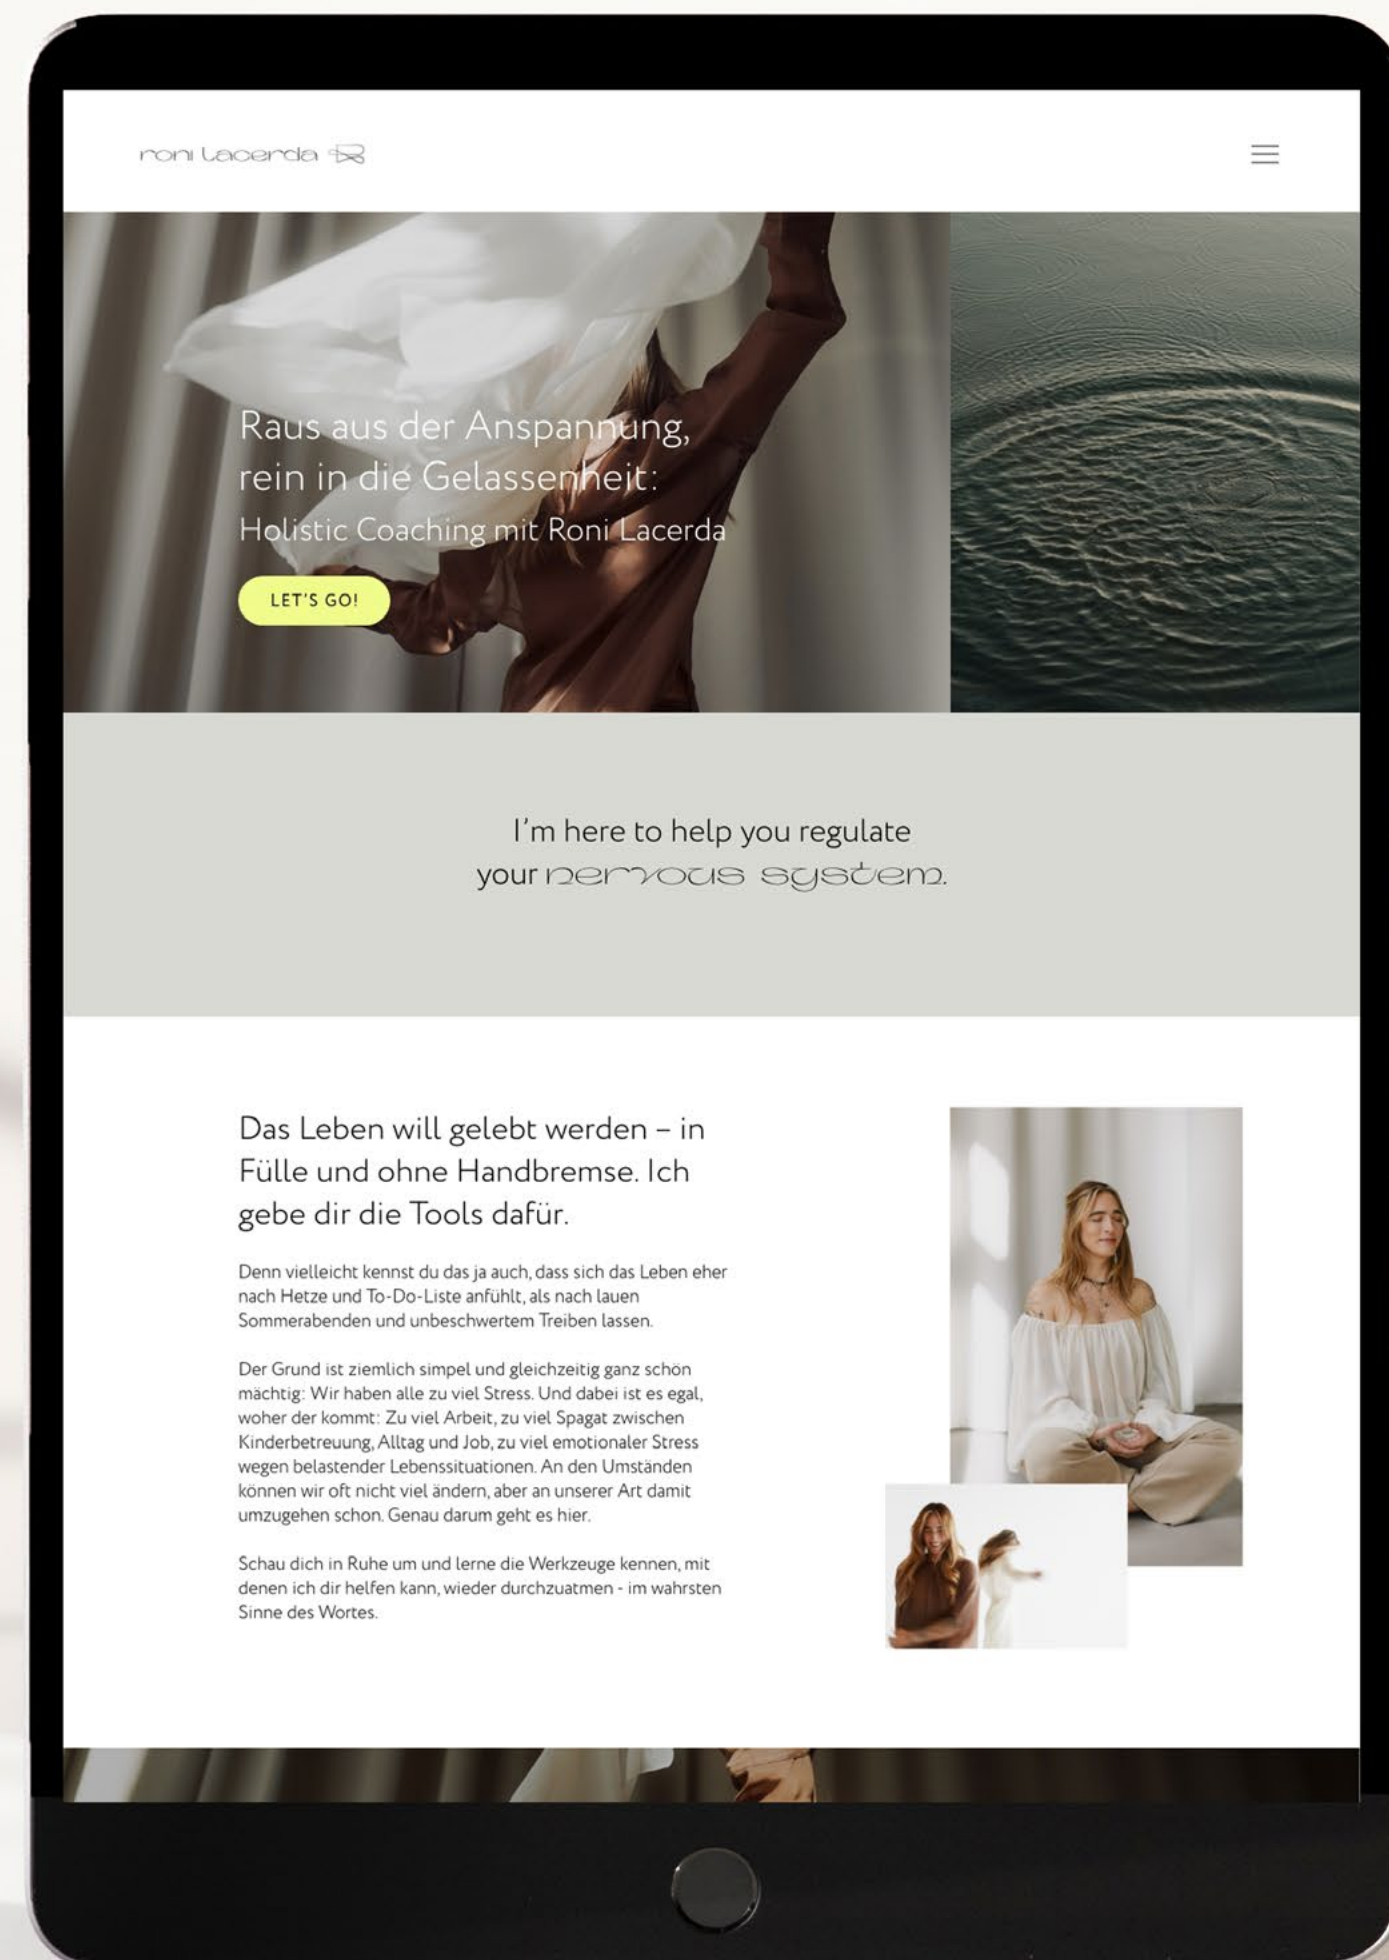 roni lacerda
Raus aus der Anspannung,
rein in die Gelassenheit:
Holistic Coaching mit Roni Lacerda
LET'S GO!
I'm here to help you regulate
your nervous system.
Das Leben will gelebt werden – in
Fülle und ohne Handbremse. Ich
gebe dir die Tools dafür.
Denn vielleicht kennst du das ja auch, dass sich das Leben eher
nach Hetze und To-Do-Liste anfühlt, als nach lauen
Sommerabenden und unbeschwertem Treiben lassen.
Der Grund ist ziemlich simpel und gleichzeitig ganz schön
mächtig: Wir haben alle zu viel Stress. Und dabei ist es egal,
woher der kommt: Zu viel Arbeit, zu viel Spagat zwischen
Kinderbetreuung, Alltag und Job, zu viel emotionaler Stress
wegen belastender Lebenssituationen. An den Umständen
können wir oft nicht viel ändern, aber an unserer Art damit
umzugehen schon. Genau darum geht es hier.
Schau dich in Ruhe um und lerne die Werkzeuge kennen, mit
denen ich dir helfen kann, wieder durchzuatmen - im wahrsten
Sinne des Wortes.